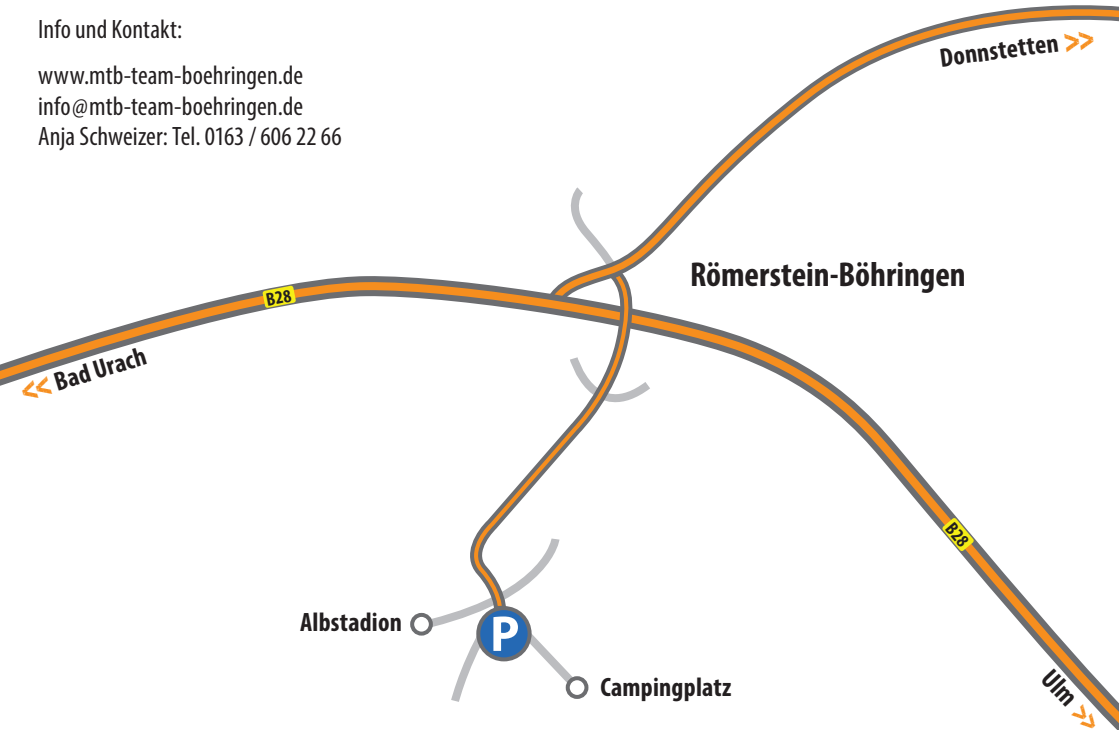 Info und Kontakt:
www.mtb-team-boehringen.de
info@mtb-team-boehringen.de
Anja Schweizer: Tel. 0163 / 606 22 66
Donnstetten >>
Römerstein-Böhringen
B28
<< Bad Urach
B28
Albstadion
P
Campingplatz
Ulm >>